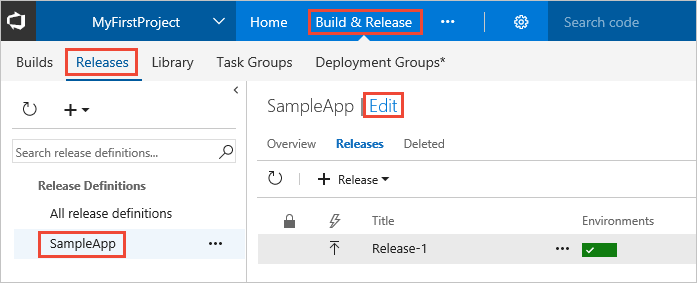 MyFirstProject Home Build & Release ••• Search code
Builds Releases Library Task Groups Deployment Groups*
SampleApp | Edit
Search release definitions...
Overview Releases Deleted
Release Definitions
+ Release
All release definitions
Title Environments
SampleApp •••
Release-1 •••